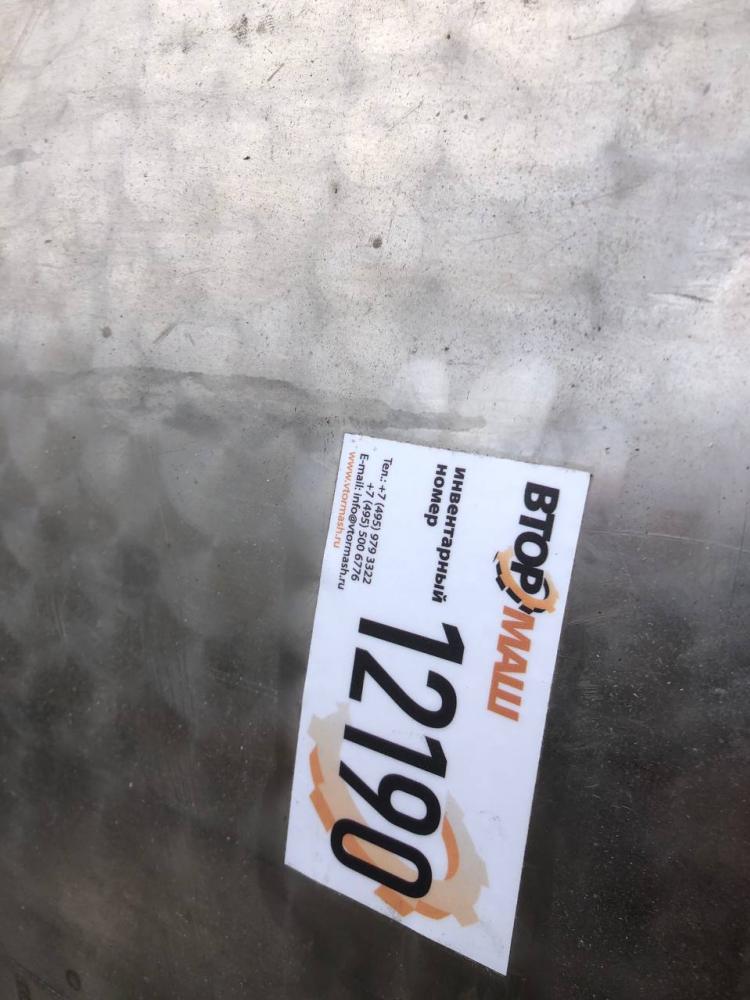 ВТОРМАШ
инвентарный
номер
12190
Тел.: +7 (495) 979 3322
+7 (495) 500 6776
E-mail: info@vtormash.ru
www.vtormash.ru